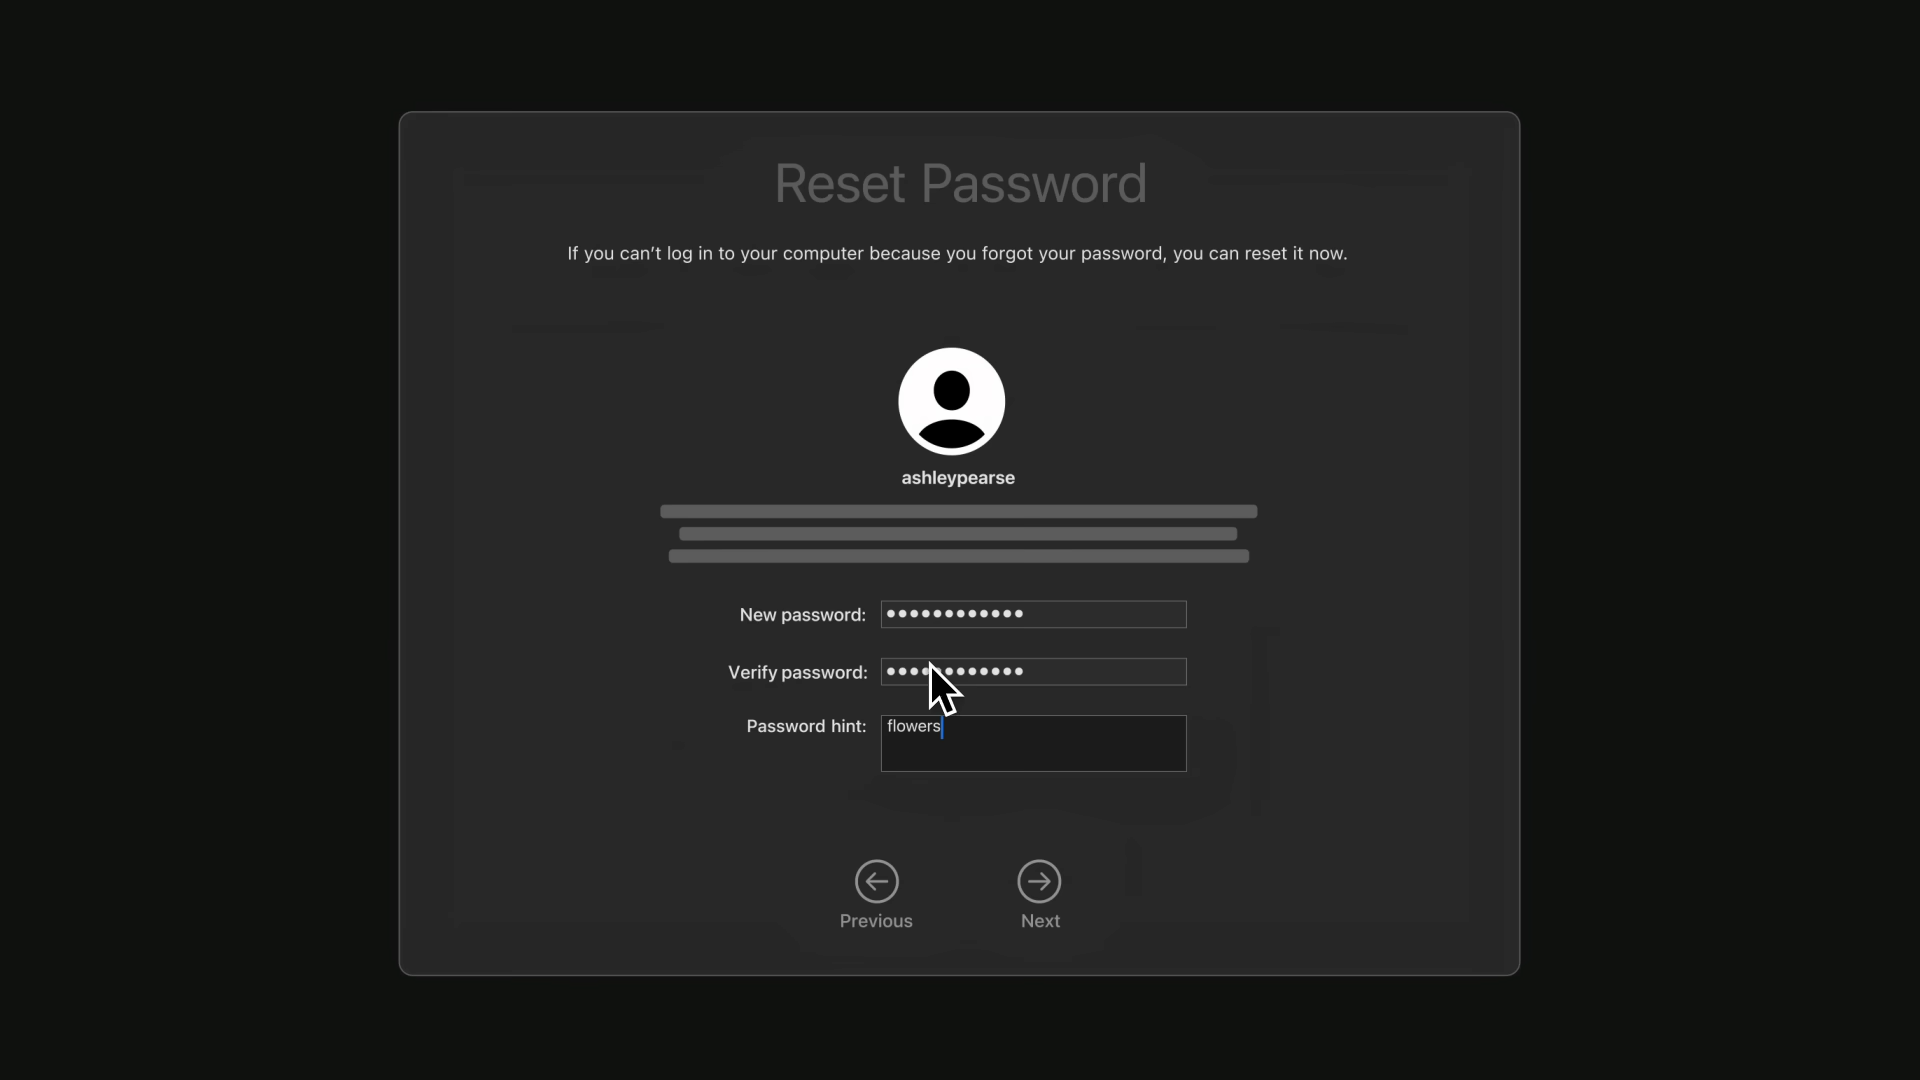 Reset Password
If you can’t log in to your computer because you forgot your password, you can reset it now.
ashleypearse
New password: ●●●●●●●●●●●●
Verify password: ●●●●●●●●●●●●
Password hint: flowers
Previous Next